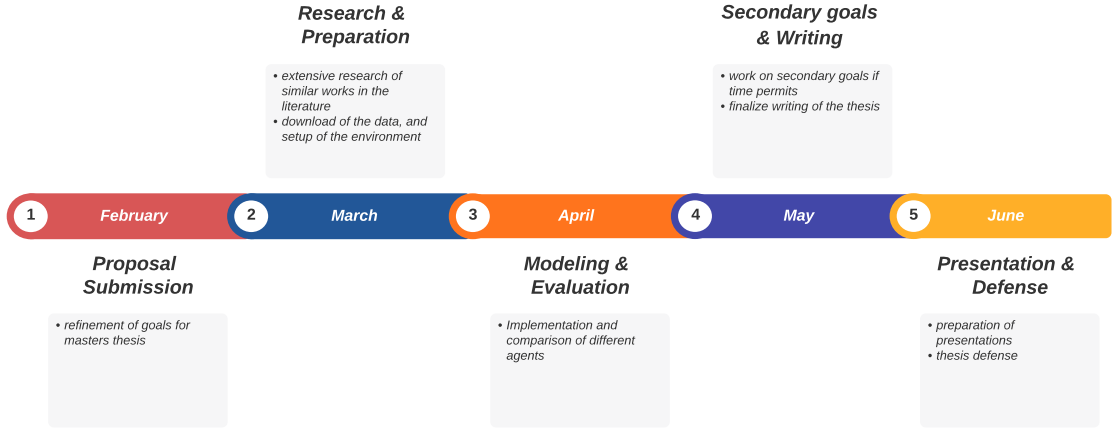 Research &
Preparation
• extensive research of
similar works in the
literature
• download of the data, and
setup of the environment
Secondary goals
& Writing
• work on secondary goals if
time permits
• finalize writing of the thesis
1 February
2 March
3 April
4 May
5 June
Proposal
Submission
• refinement of goals for
masters thesis
Modeling &
Evaluation
• Implementation and
comparison of different
agents
Presentation &
Defense
• preparation of
presentations
• thesis defense